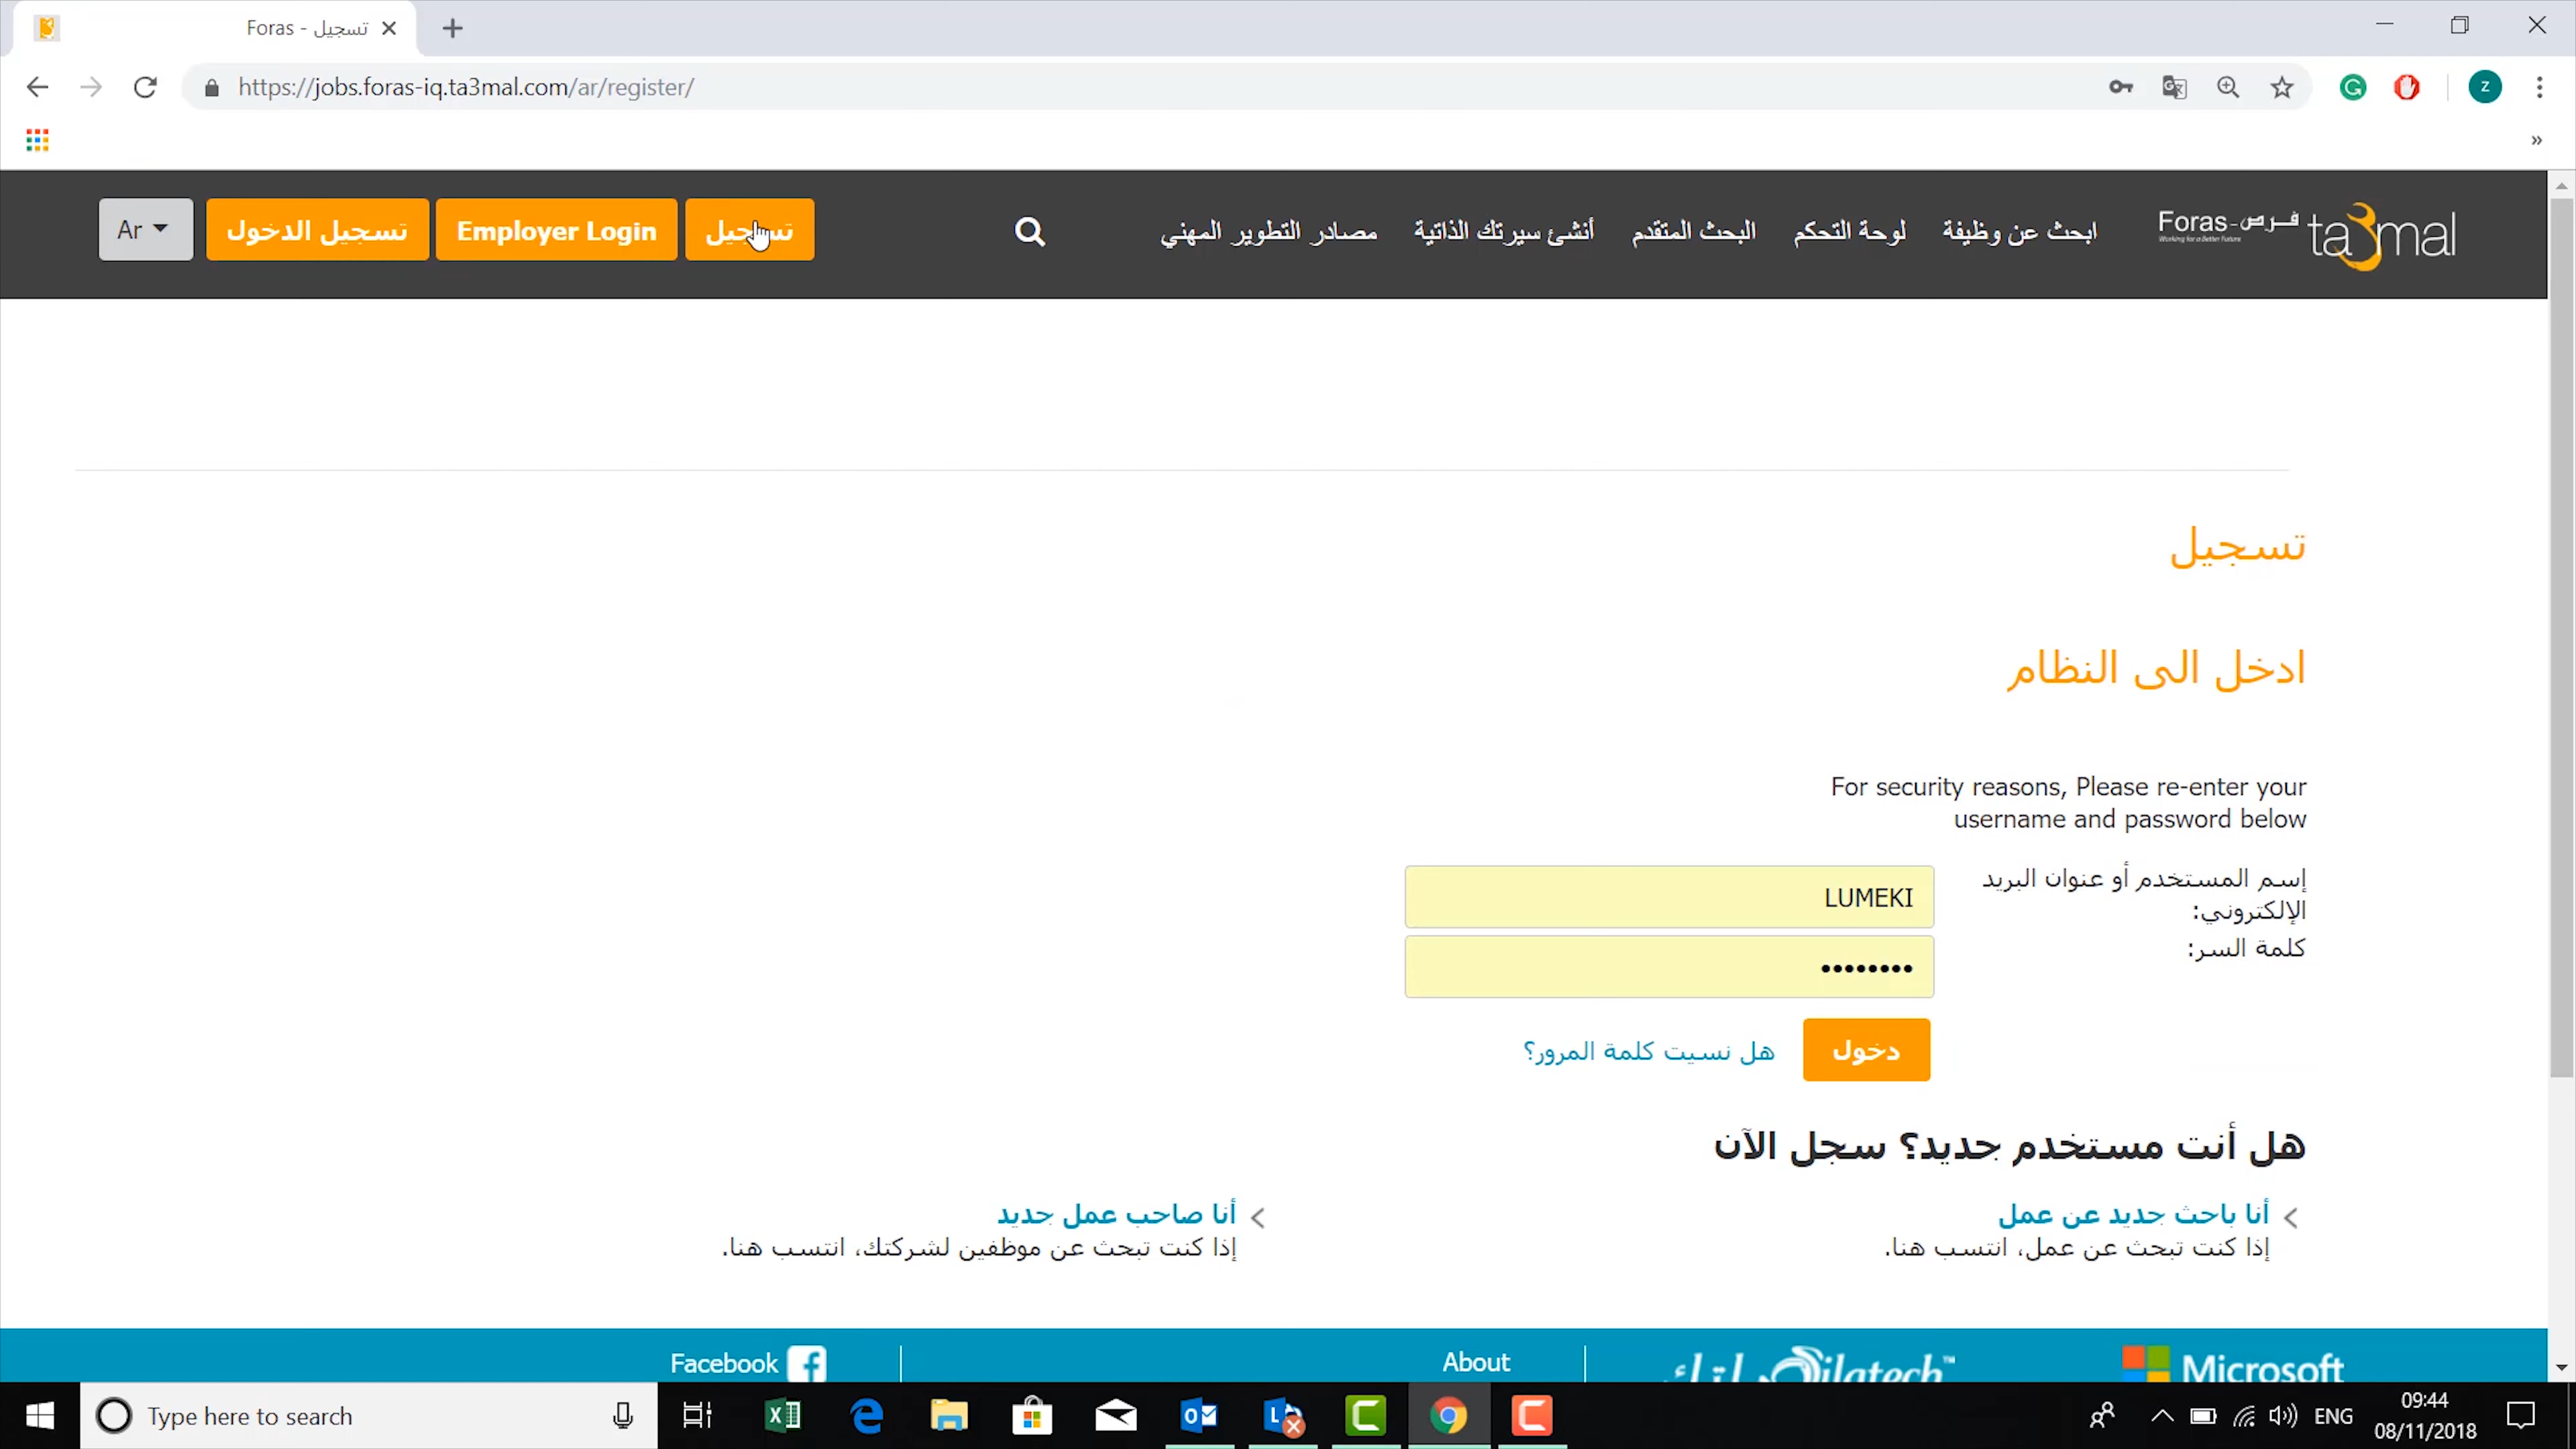 Foras - تسجيل
https://jobs.foras-iq.ta3mal.com/ar/register/
Z
Foras-فرص
Working for a Better Future
ta3mal
ابحث عن وظيفة
لوحة التحكم
البحث المتقدم
أنشئ سيرتك الذاتية
مصادر التطوير المهني
تسجيل
Employer Login
تسجيل الدخول
Ar
تسجيل
ادخل الى النظام
For security reasons, Please re-enter your
username and password below
إسم المستخدم أو عنوان البريد
الإلكتروني:
LUMEKI
كلمة السر:
دخول
هل نسيت كلمة المرور؟
هل أنت مستخدم جديد؟ سجل الآن
أنا باحث جديد عن عمل
إذا كنت تبحث عن عمل، انتسب هنا.
أنا صاحب عمل جديد
إذا كنت تبحث عن موظفين لشركتك، انتسب هنا.
Microsoft
Silatech™
About
Facebook
Type here to search
ENG
09:44
08/11/2018